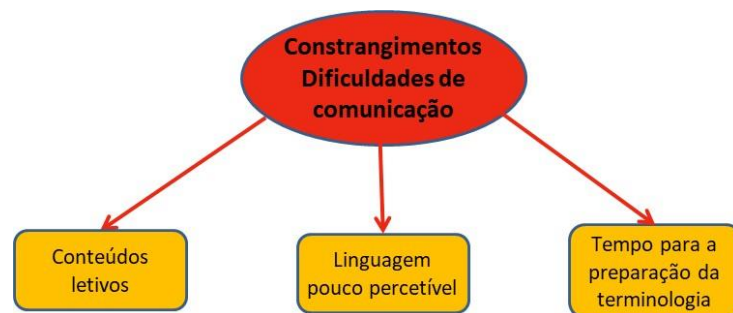 Constrangimentos
Dificuldades de
comunicação
Conteúdos
letivos
Linguagem
pouco percetível
Tempo para a
preparação da
terminologia